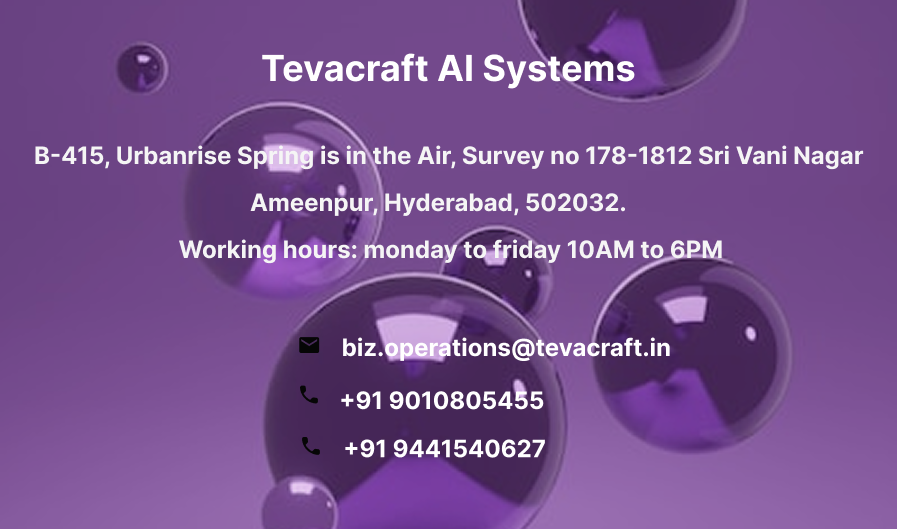 Tevacraft AI Systems
B-415, Urbanrise Spring is in the Air, Survey no 178-1812 Sri Vani Nagar
Ameenpur, Hyderabad, 502032.
Working hours: monday to friday 10AM to 6PM
biz.operations@tevacraft.in
+91 9010805455
+91 9441540627